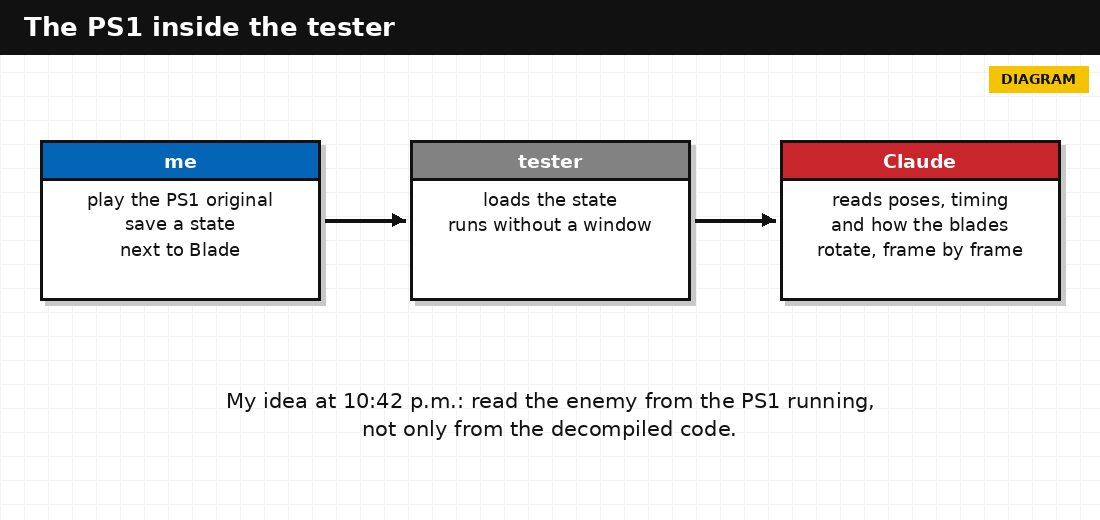 The PS1 inside the tester
DIAGRAM
me
play the PS1 original
save a state
next to Blade
tester
loads the state
runs without a window
Claude
reads poses, timing
and how the blades
rotate, frame by frame
My idea at 10:42 p.m.: read the enemy from the PS1 running,
not only from the decompiled code.